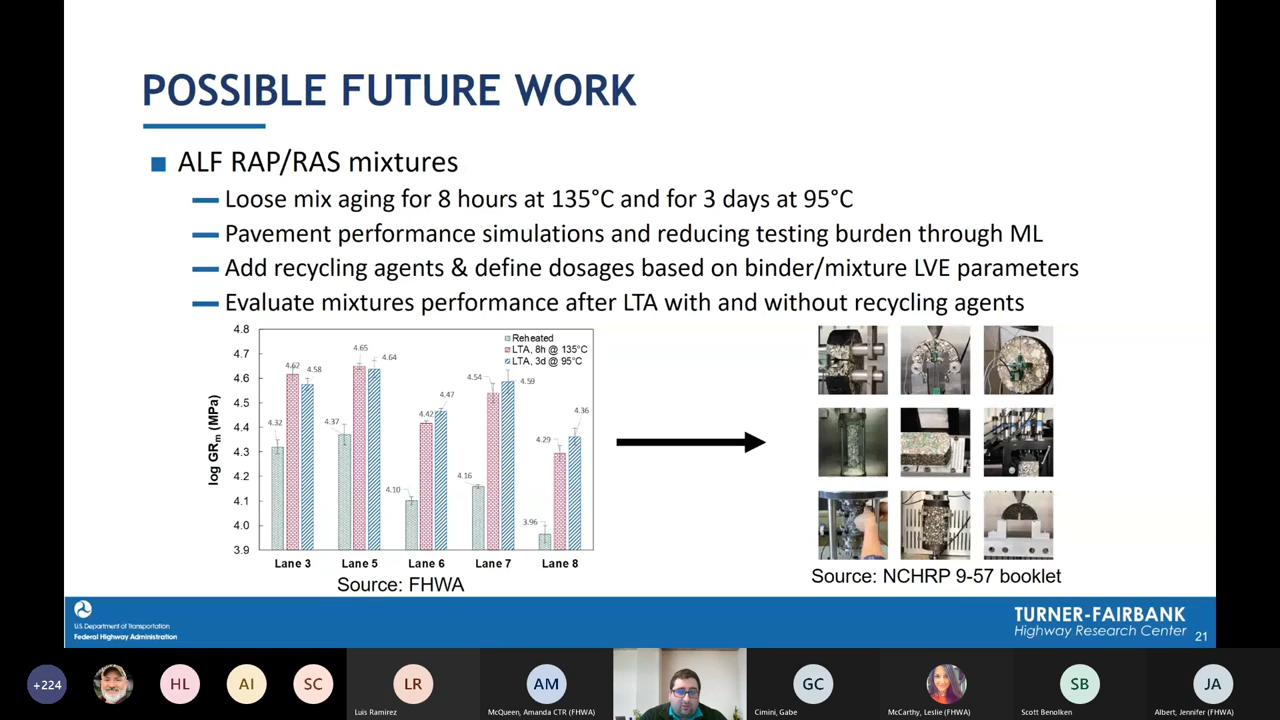 POSSIBLE FUTURE WORK
ALF RAP/RAS mixtures
Loose mix aging for 8 hours at 135°C and for 3 days at 95°C
Pavement performance simulations and reducing testing burden through ML
Add recycling agents & define dosages based on binder/mixture LVE parameters
Evaluate mixtures performance after LTA with and without recycling agents
log GRm (MPa)
4.8
4.7
4.6
4.5
4.4
4.3
4.2
4.1
4.0
3.9
Reheated
LTA, 8h @ 135°C
LTA, 3d @ 95°C
4.32
4.62
4.58
4.37
4.65
4.64
4.10
4.42
4.47
4.16
4.54
4.59
3.96
4.29
4.36
Lane 3 Lane 5 Lane 6 Lane 7 Lane 8
Source: FHWA
Source: NCHRP 9-57 booklet
U.S. Department of Transportation
Federal Highway Administration
TURNER-FAIRBANK
Highway Research Center
21
+224
HL
AI
SC
LR
Luis Ramirez
AM
McQueen, Amanda CTR (FHWA)
GC
Cimini, Gabe
McCarthy, Leslie (FHWA)
SB
Scott Benolken
JA
Albert, Jennifer (FHWA)